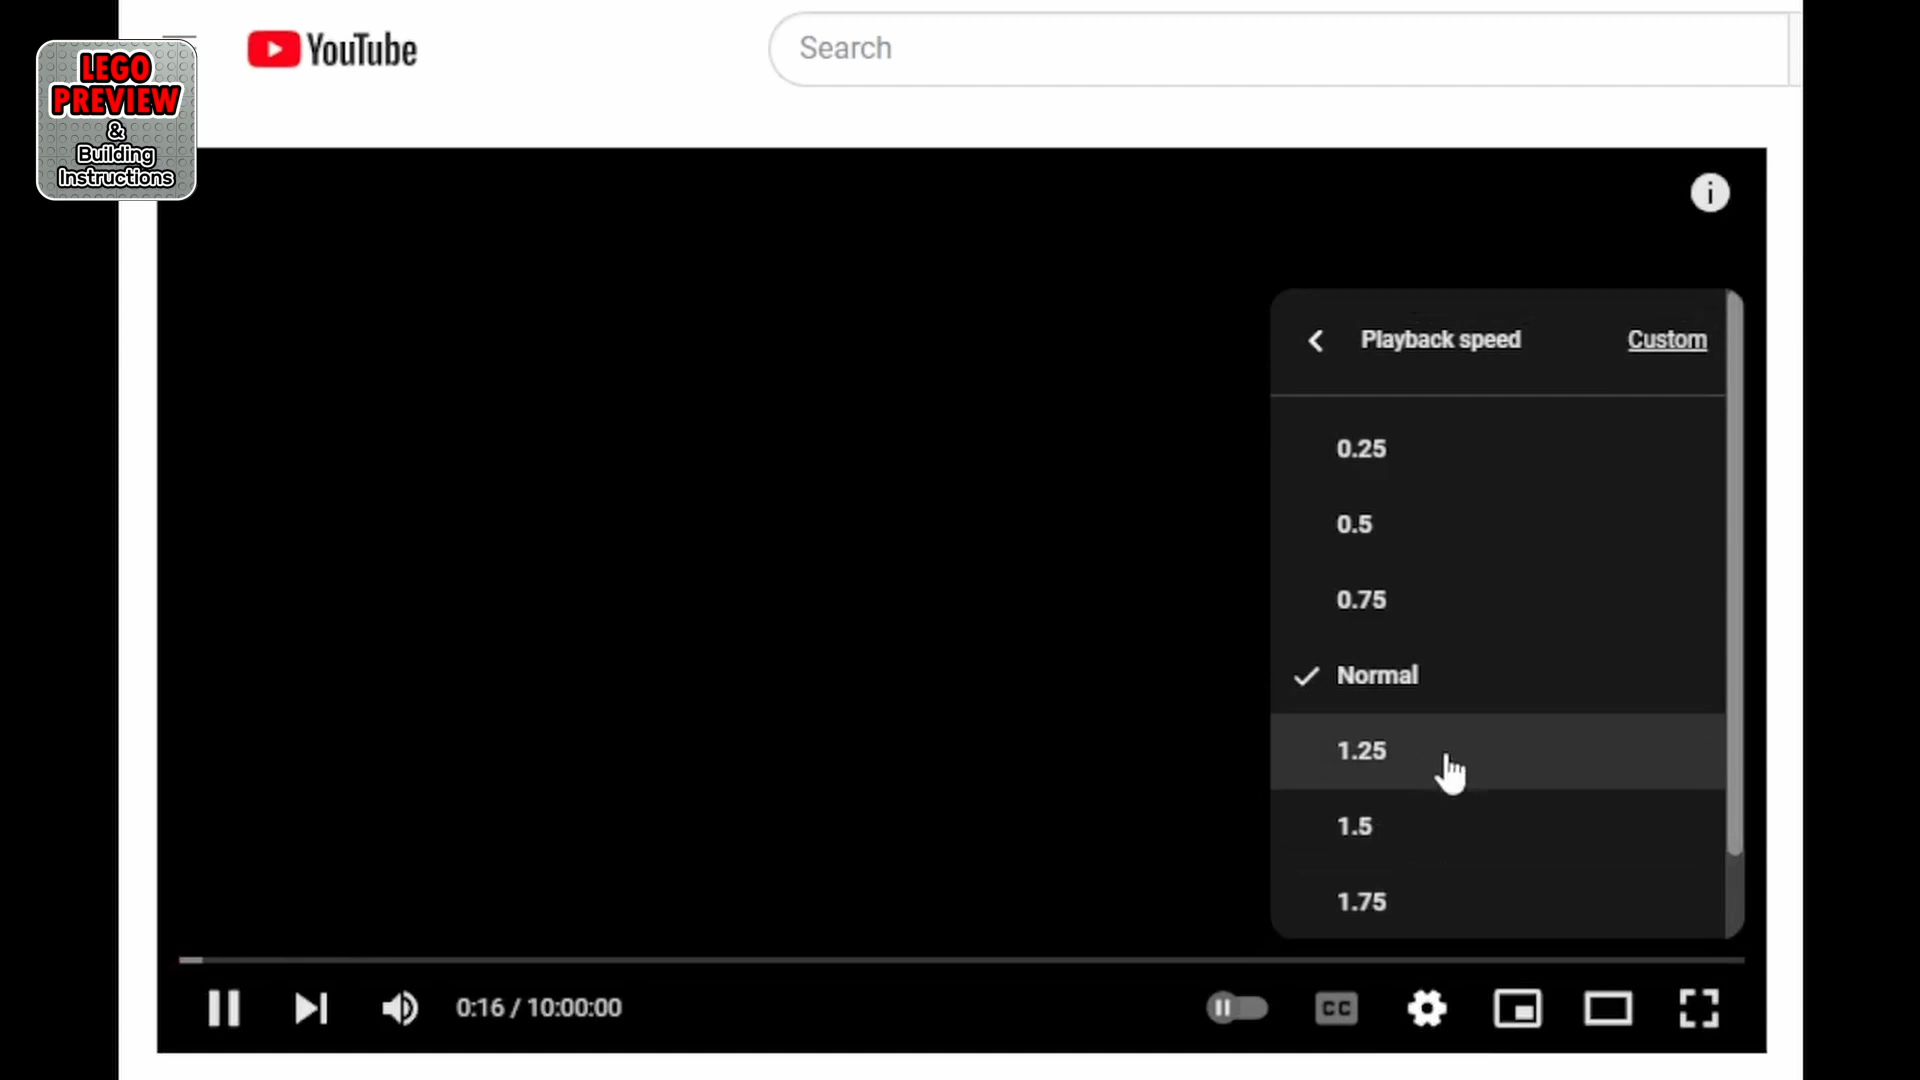 LEGO
PREVIEW
&
Building
Instructions
YouTube
Search
i
Playback speed Custom
0.25
0.5
0.75
Normal
1.25
1.5
1.75
0:16 / 10:00:00
CC